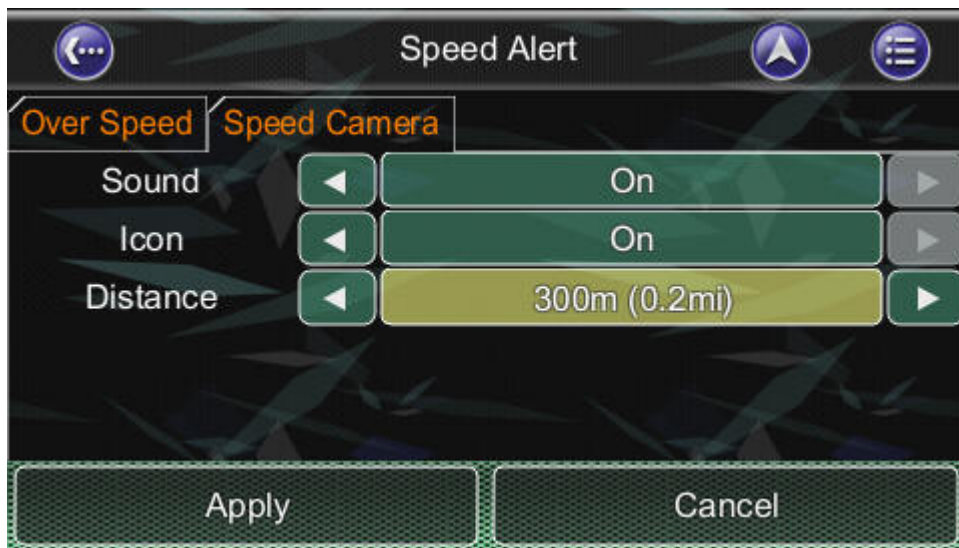 Speed Alert
Over Speed Speed Camera
Sound On
Icon On
Distance 300m (0.2mi)
Apply Cancel